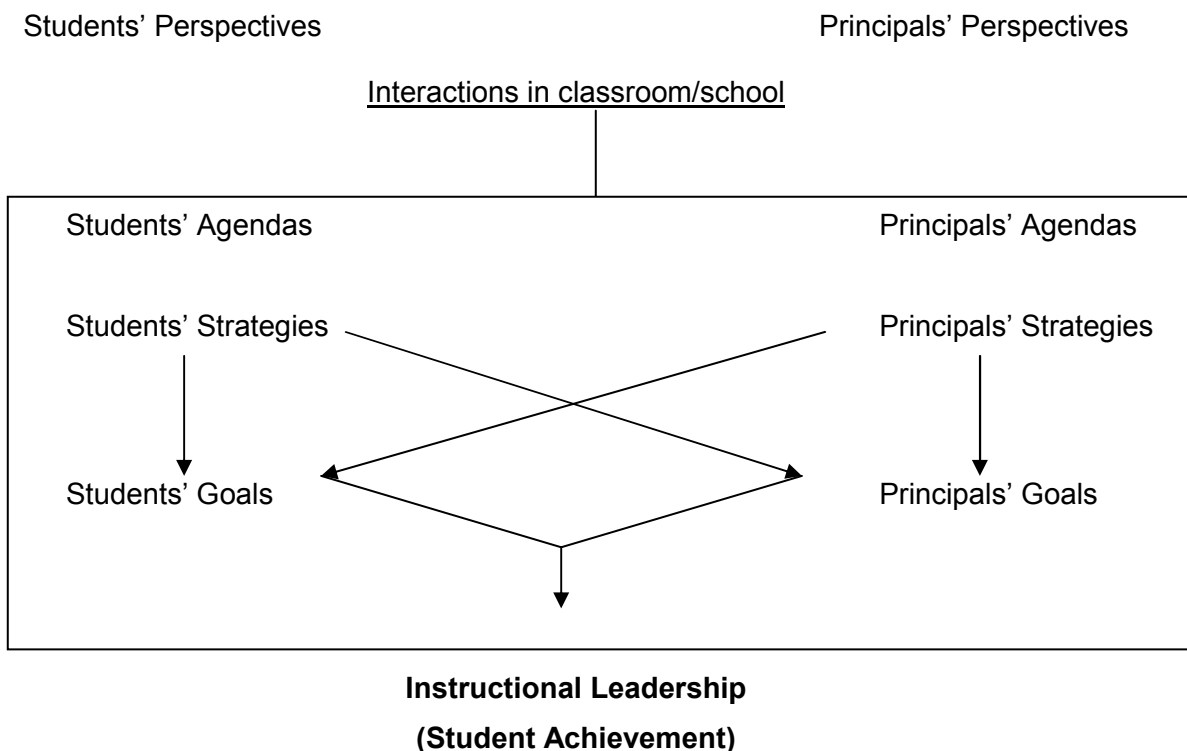 Students’ Perspectives Principals’ Perspectives
Interactions in classroom/school
Students’ Agendas Principals’ Agendas
Students’ Strategies Principals’ Strategies
Students’ Goals Principals’ Goals
Instructional Leadership
(Student Achievement)